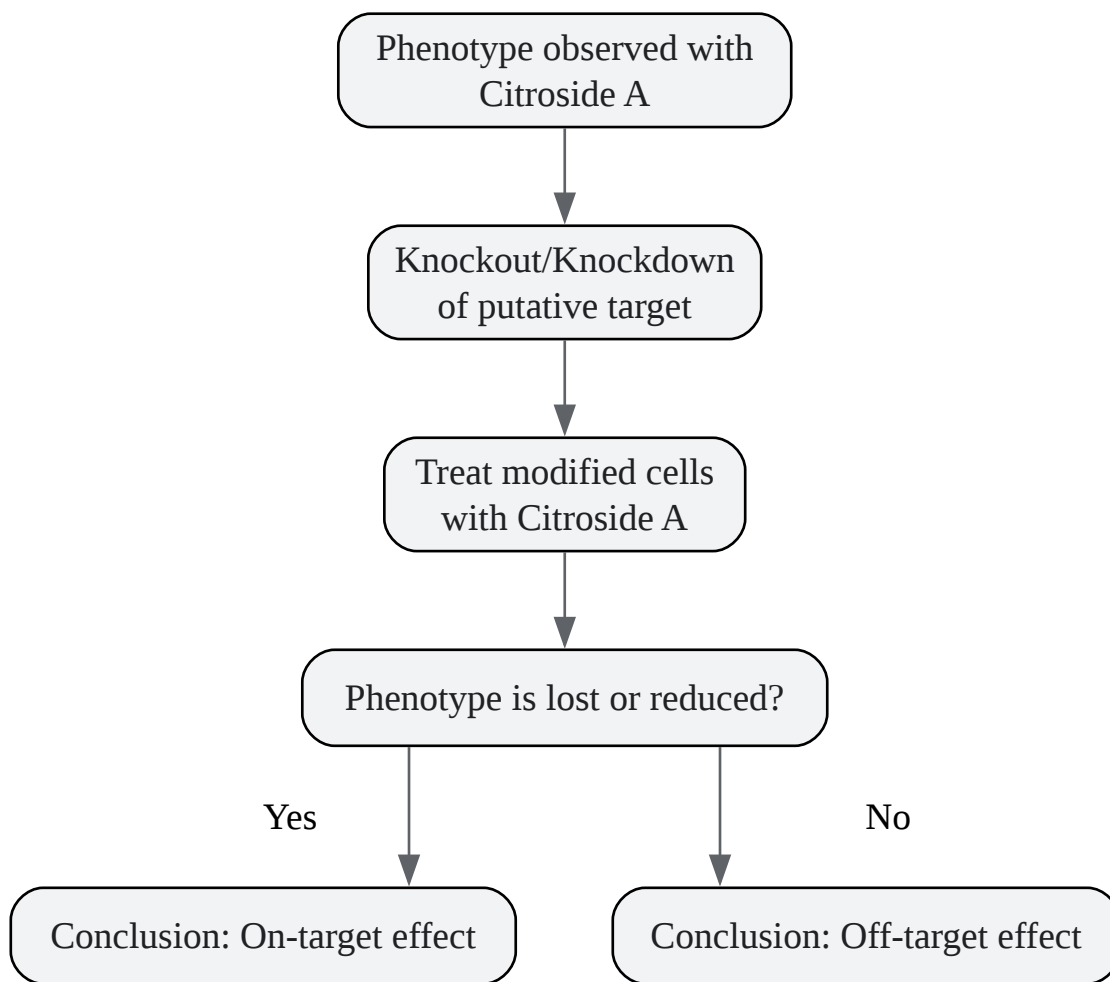 Phenotype observed with
Citroside A
Knockout/Knockdown
of putative target
Treat modified cells
with Citroside A
Phenotype is lost or reduced?
Yes
No
Conclusion: On-target effect
Conclusion: Off-target effect